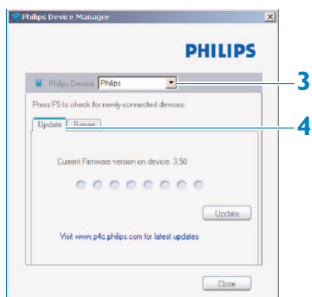 Philips Device Manager
PHILIPS
Philips Device Philips
3
Press F5 to check for newly connected devices.
Update Repair
4
Current Firmware version on device: 3.50
Update
Visit www.p4c.philips.com for latest updates
Close